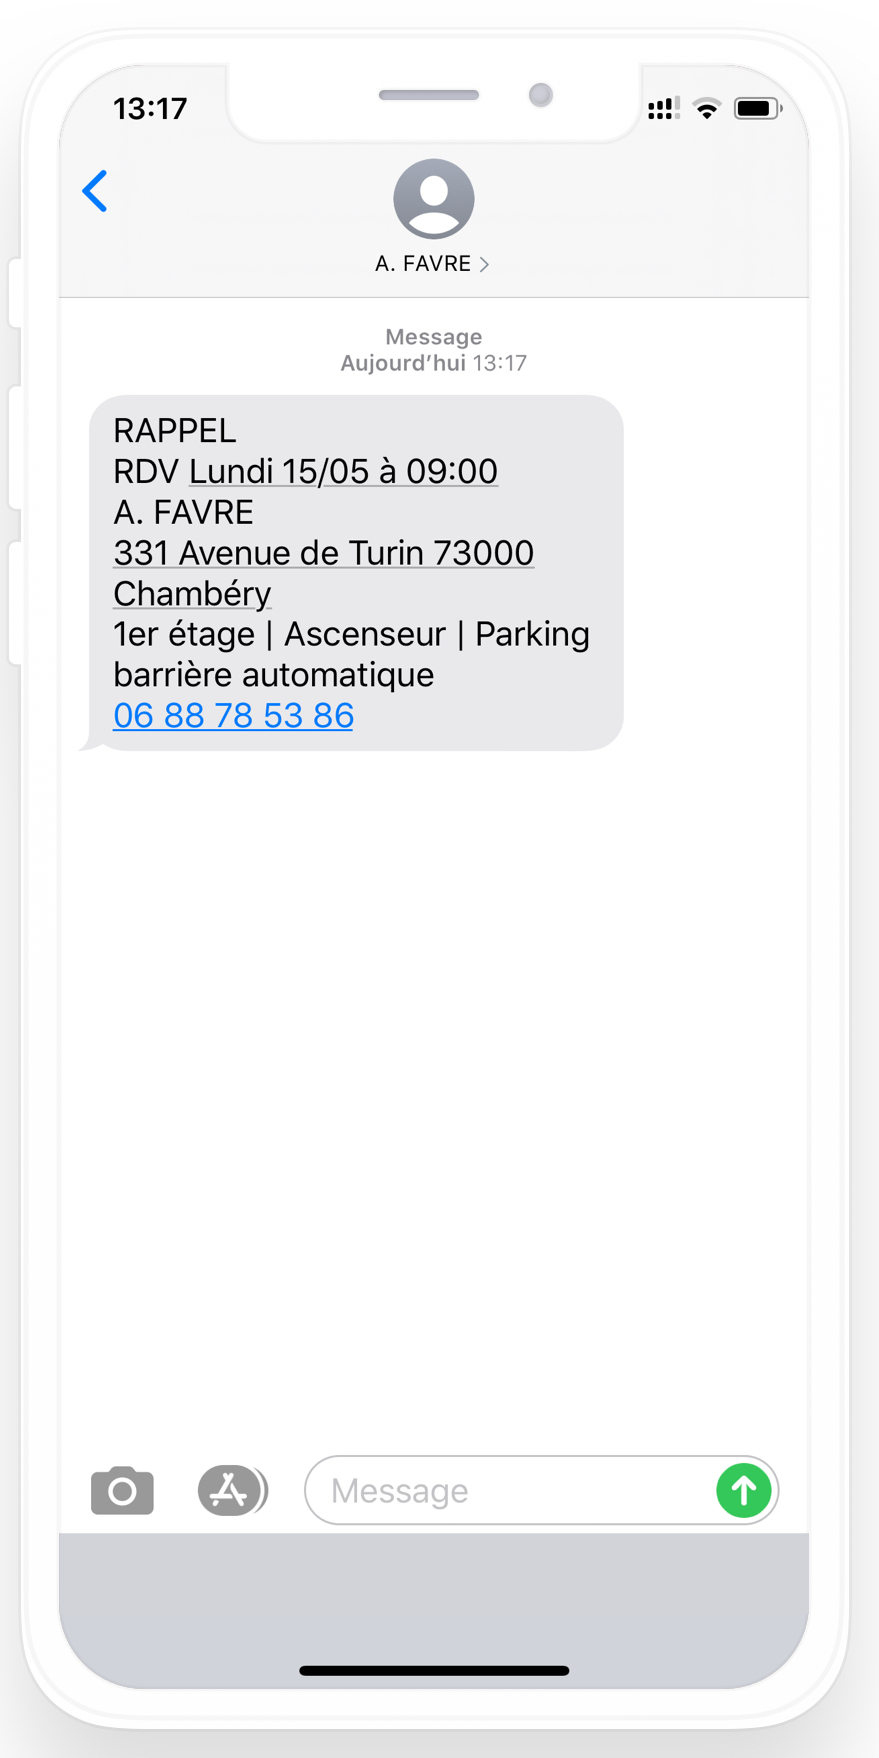 13:17
A. FAVRE
Message
Aujourd’hui 13:17
RAPPEL
RDV Lundi 15/05 à 09:00
A. FAVRE
331 Avenue de Turin 73000
Chambéry
1er étage | Ascenseur | Parking
barrière automatique
06 88 78 53 86
Message